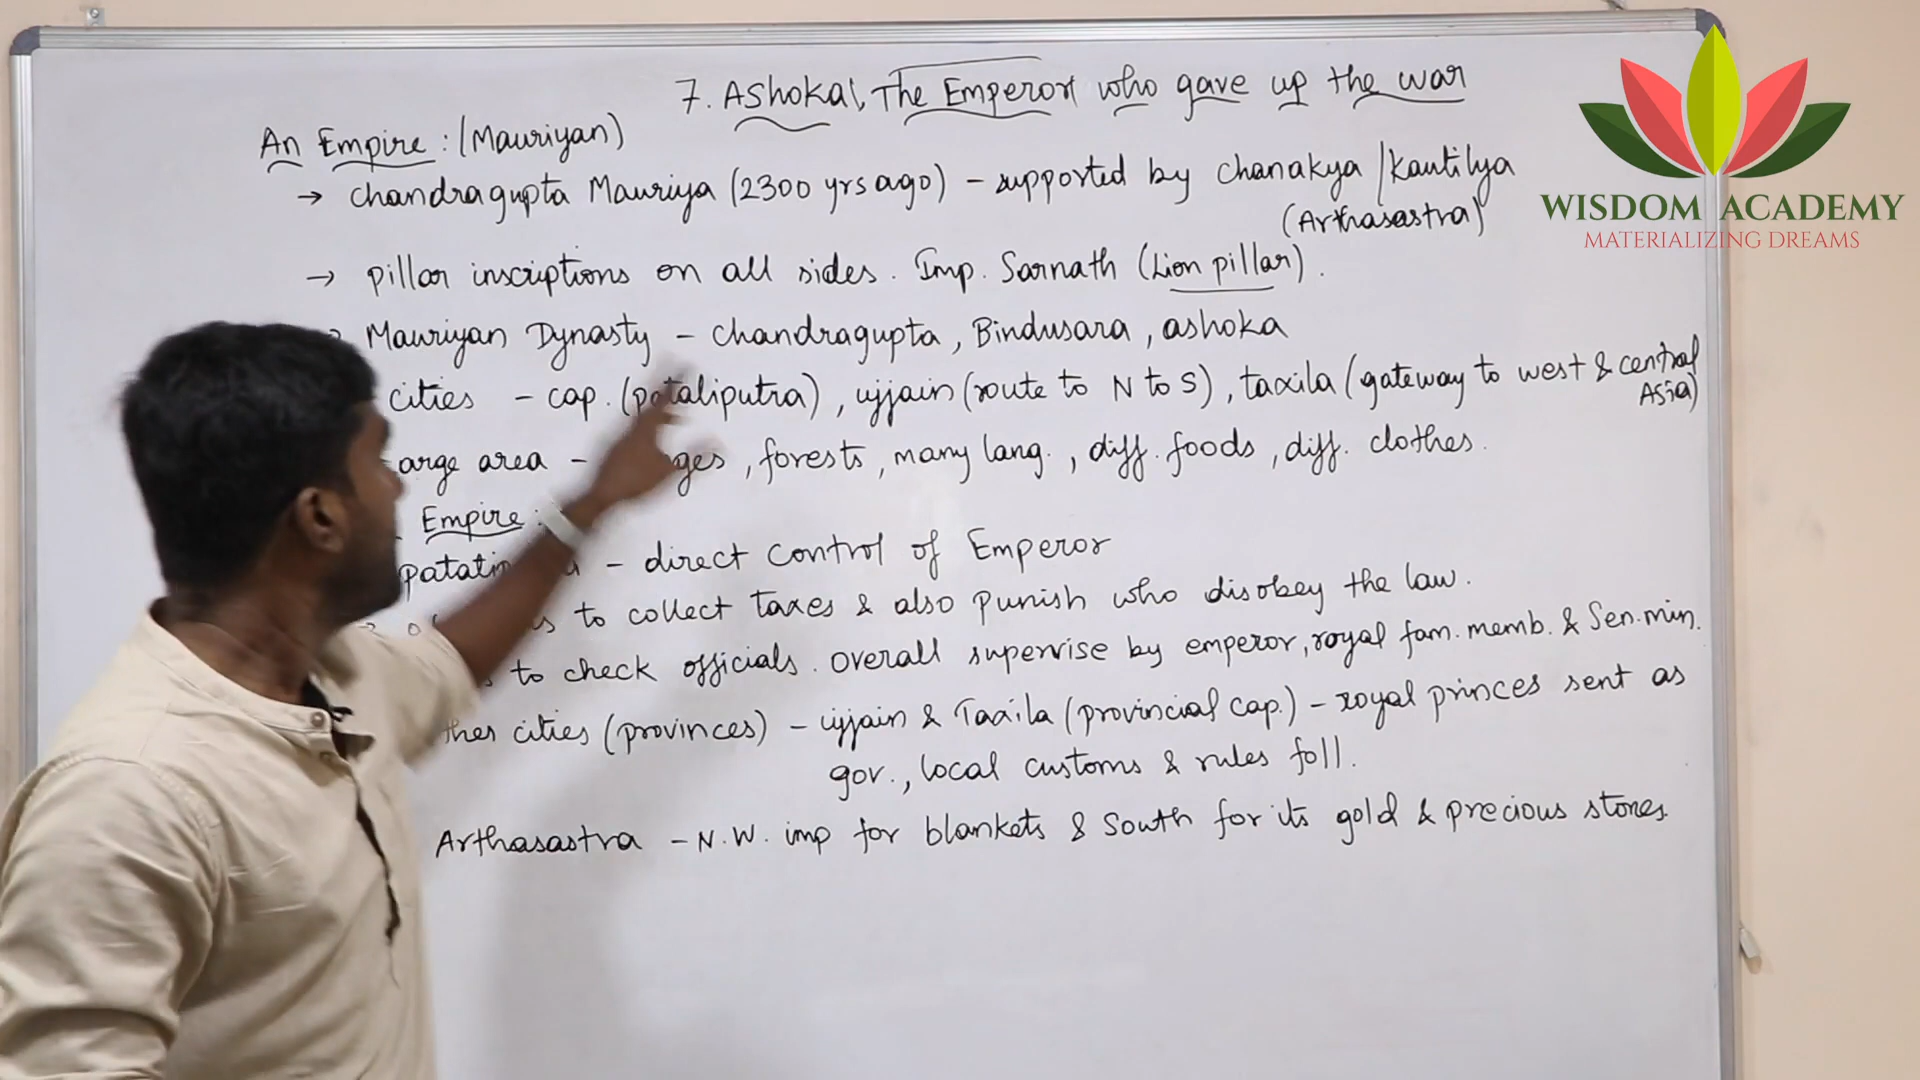 7. Ashoka, The Emperor who gave up the war
An Empire : (Mauriyan)
→ Chandragupta Mauriya (2300 yrs ago) - supported by Chanakya / Kautilya
(Arthasastra)
→ pillar inscriptions on all sides. Imp. Sarnath (Lion pillar).
Mauriyan Dynasty - Chandragupta, Bindusara, ashoka
cities - cap. (pataliputra), ujjain (route to N to S), taxila (gateway to west & central Asia)
area - , forests, many lang., diff. foods, diff. clothes.
Empire :
- direct control of Emperor
to collect taxes & also punish who disobey the law.
to check officials. Overall supervise by emperor, royal fam. memb. & Sen. min.
cities (provinces) - ujjain & Taxila (provincial cap.) - royal princes sent as
gov., local customs & rules foll.
Arthasastra - N.W. imp for blankets & South for its gold & precious stones.
WISDOM ACADEMY
MATERIALIZING DREAMS